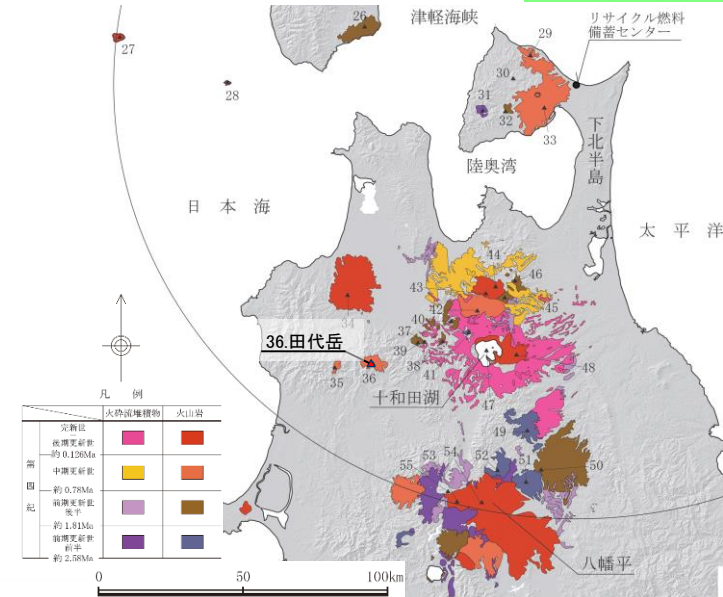 津軽海峡
リサイクル燃料
備蓄センター
26
27
28
29
30
31
32
33
陸奥湾
下北半島
日本海
太平洋
44
46
43
42
45
40
34
37
36.田代岳
39
38
41
48
35
36
47
十和田湖
49
凡例
火砕流堆積物 火山岩
完新世
後期更新世
約 0.126Ma
第四紀
中期更新世
約 0.78Ma
前期更新世
後半
約 1.81Ma
前期更新世
前半
約 2.58Ma
53
54
52
51
50
55
八幡平
0 50 100km